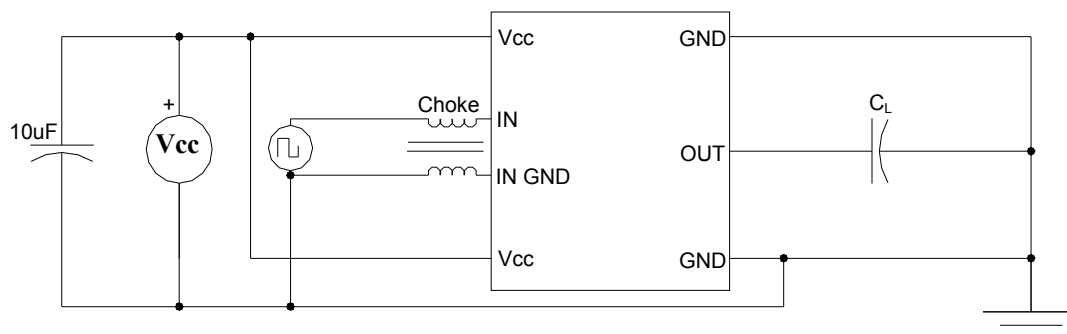 Vcc
GND
Choke
+
IN
C_L
10uF
Vcc
OUT
IN GND
Vcc
GND